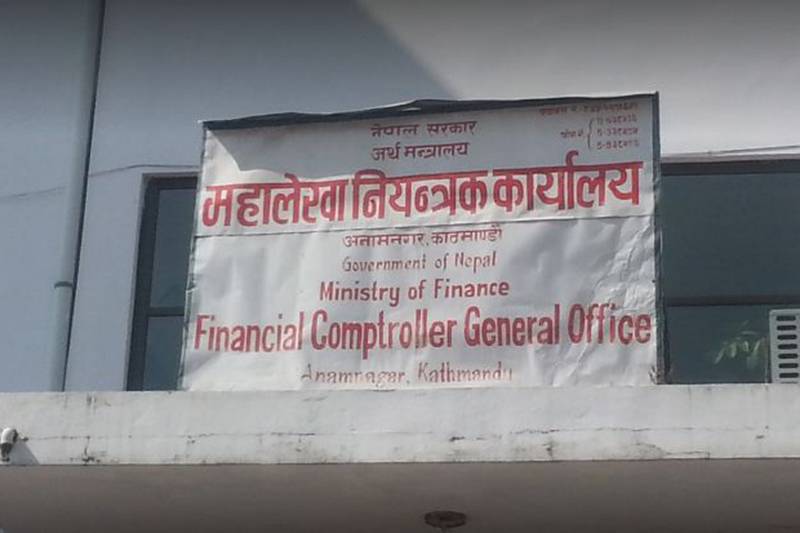 नेपाल सरकार
अर्थ मन्त्रालय
महालेखा नियन्त्रक कार्यालय
अनामनगर, काठमाण्डौं
Government of Nepal
Ministry of Finance
Financial Comptroller General Office
Anamnagar, Kathmandu